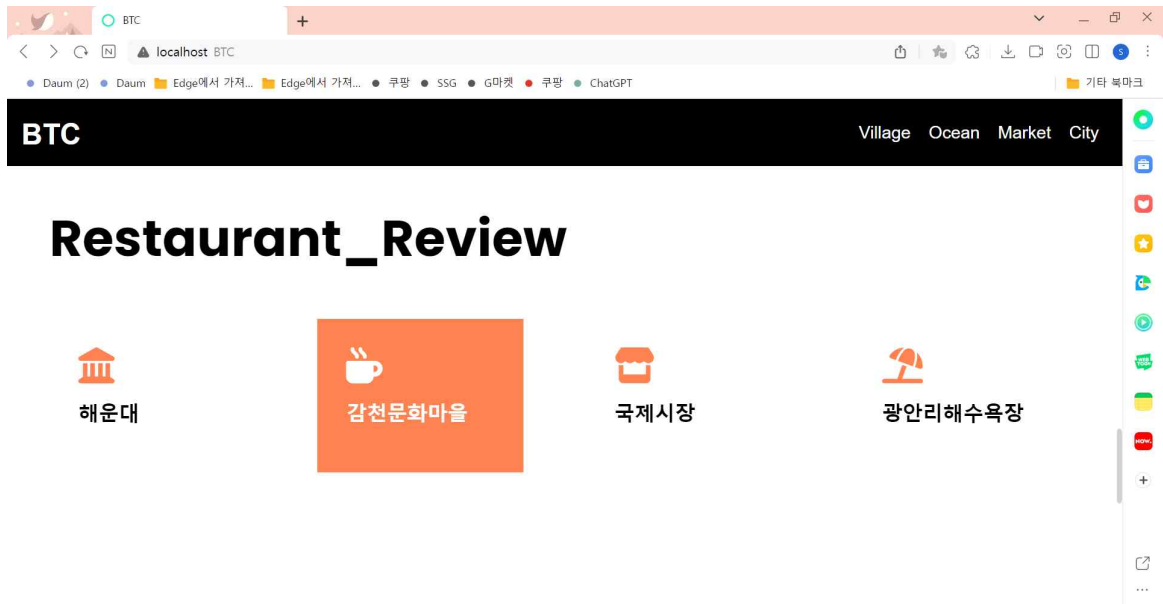 BTC
localhost BTC
Daum (2) Daum Edge에서 가져... Edge에서 가져... 쿠팡 SSG G마켓 쿠팡 ChatGPT 기타 북마크
BTC Village Ocean Market City
Restaurant_Review
해운대 감천문화마을 국제시장 광안리해수욕장